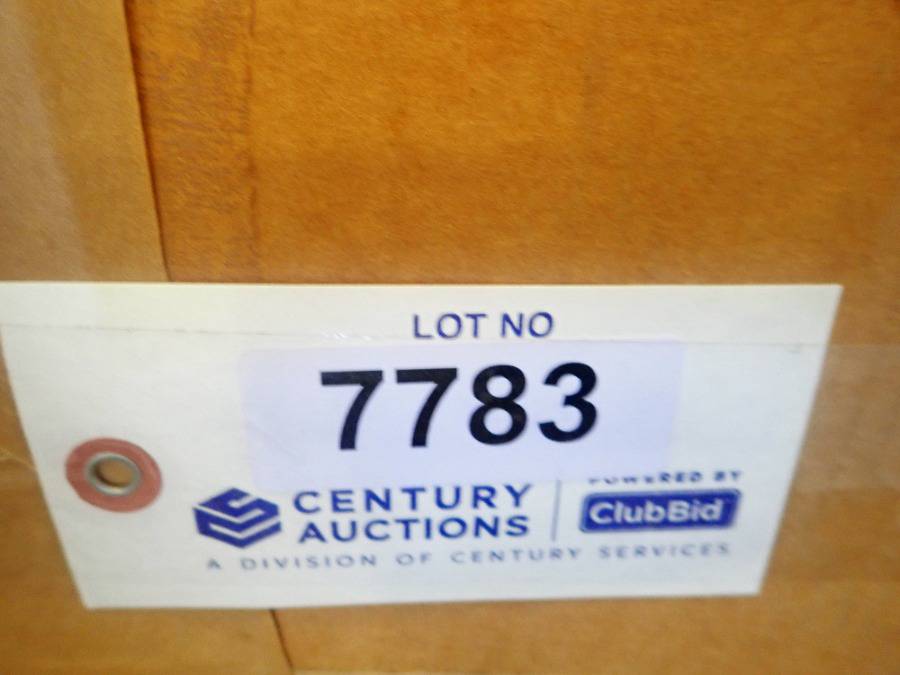 LOT NO
7783
CENTURY
AUCTIONS
POWERED BY
ClubBid
A DIVISION OF CENTURY SERVICES